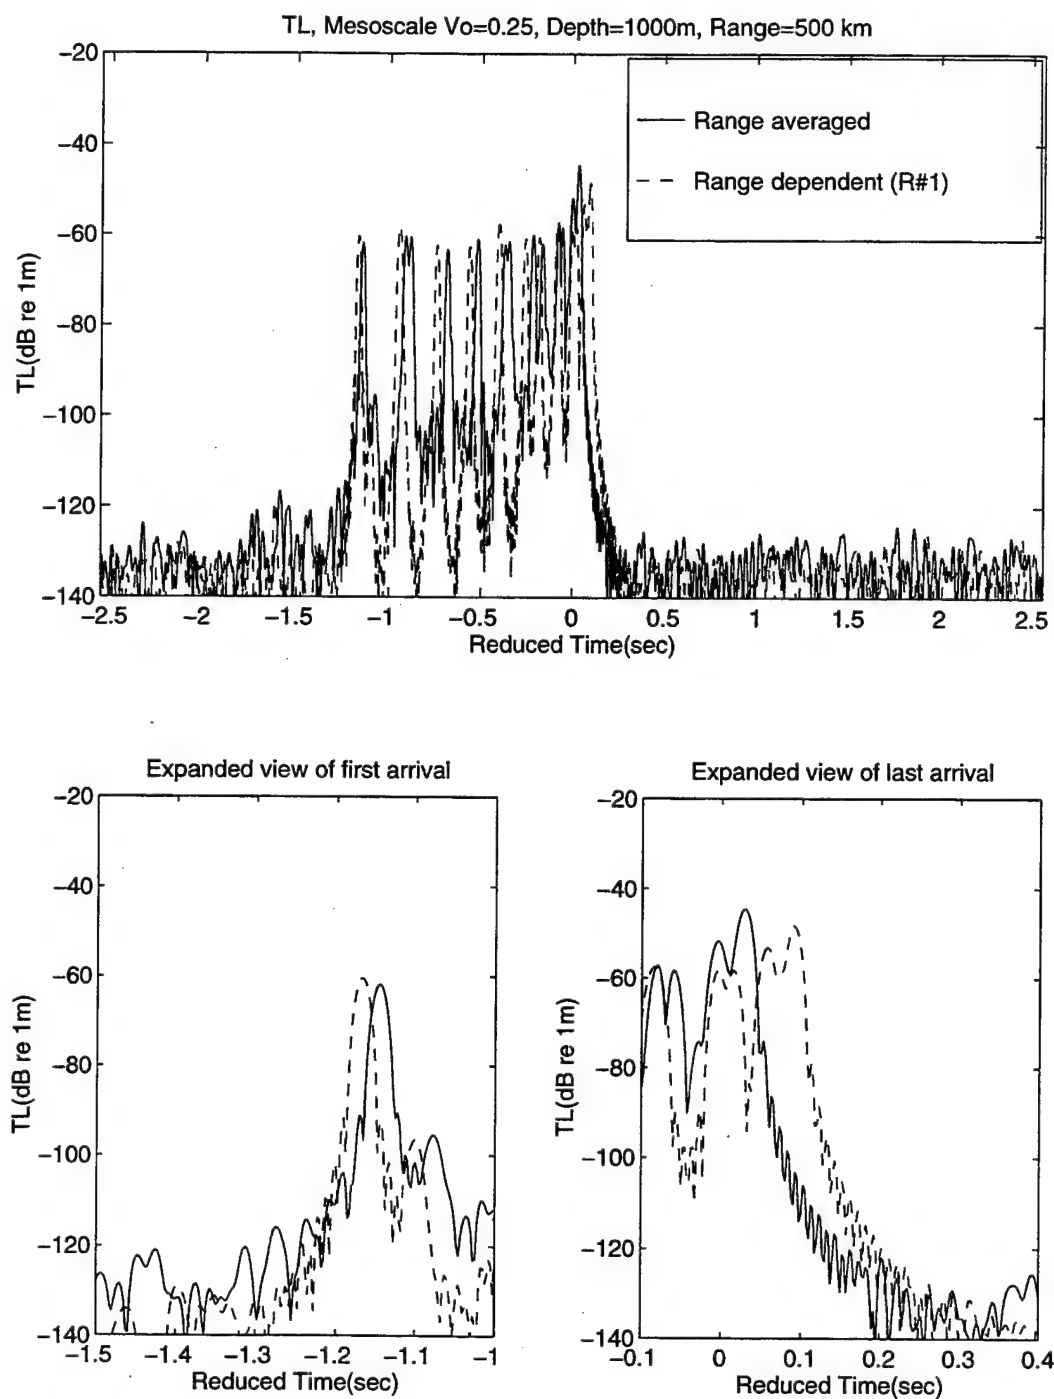 TL, Mesoscale Vo=0.25, Depth=1000m, Range=500 km
−20
−40
−60
−80
−100
−120
−140
TL(dB re 1m)
Range averaged
Range dependent (R#1)
−2.5 −2 −1.5 −1 −0.5 0 0.5 1 1.5 2 2.5
Reduced Time(sec)
Expanded view of first arrival
−20
−40
−60
−80
−100
−120
−140
TL(dB re 1m)
−1.5 −1.4 −1.3 −1.2 −1.1 −1
Reduced Time(sec)
Expanded view of last arrival
−20
−40
−60
−80
−100
−120
−140
TL(dB re 1m)
−0.1 0 0.1 0.2 0.3 0.4
Reduced Time(sec)